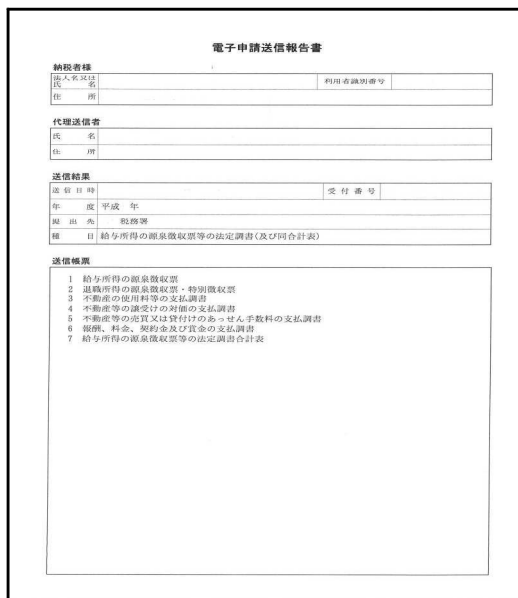 電子申請送信報告書
納税者様
法人名又は
氏 名
利用者識別番号
住 所
代理送信者
氏 名
住 所
送信結果
送信日時 受付番号
年 度 平成 年
提 出 先 税務署
種 目 給与所得の源泉徴収票等の法定調書(及び同合計表)
送信帳票
1 給与所得の源泉徴収票
2 退職所得の源泉徴収票・特別徴収票
3 不動産の使用料等の支払調書
4 不動産等の譲受けの対価の支払調書
5 不動産等の売買又は貸付けのあっせん手数料の支払調書
6 報酬、料金、契約金及び賞金の支払調書
7 給与所得の源泉徴収票等の法定調書合計表